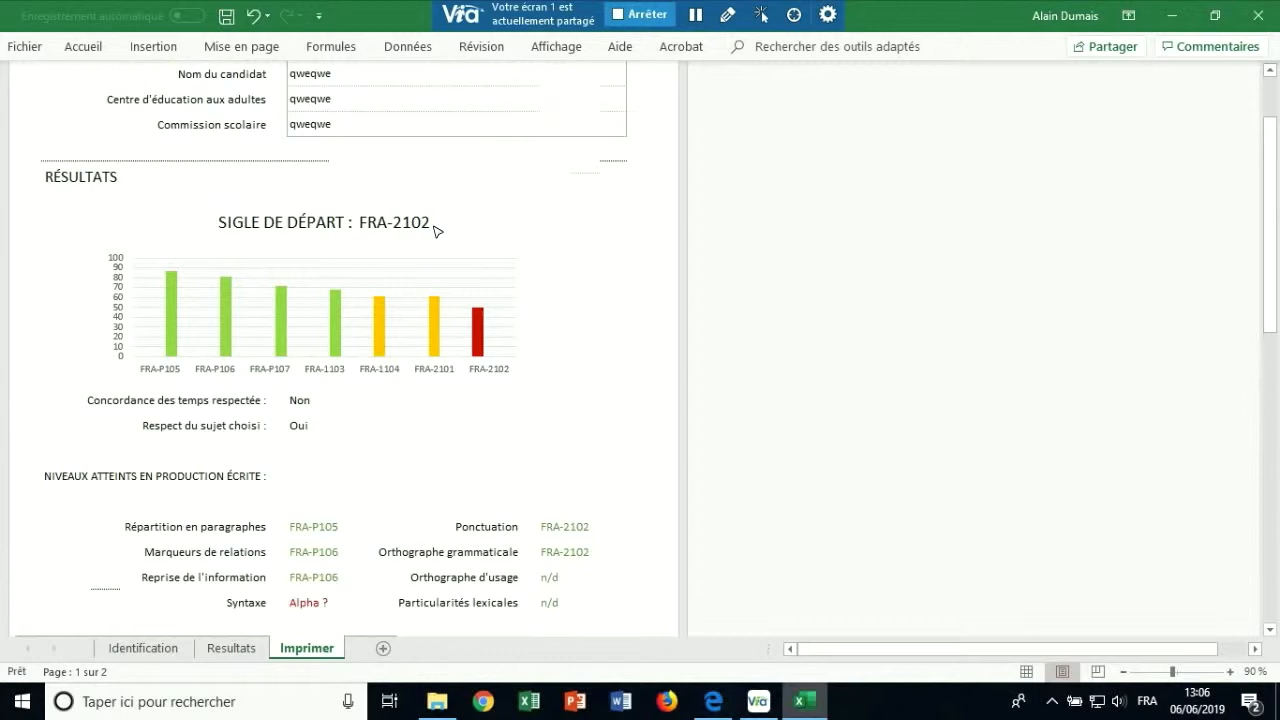 Enregistrement automatique
Vïa
Votre écran 1 est
actuellement partagé
Arrêter
Alain Dumais
Fichier
Accueil
Insertion
Mise en page
Formules
Données
Révision
Affichage
Aide
Acrobat
Rechercher des outils adaptés
Partager
Commentaires
Nom du candidat qweqwe
Centre d'éducation aux adultes qweqwe
Commission scolaire qweqwe
RÉSULTATS
SIGLE DE DÉPART : FRA-2102
100
90
80
70
60
50
40
30
20
10
0
FRA-P105 FRA-P106 FRA-P107 FRA-1103 FRA-1104 FRA-2101 FRA-2102
Concordance des temps respectée : Non
Respect du sujet choisi : Oui
NIVEAUX ATTEINTS EN PRODUCTION ÉCRITE :
Répartition en paragraphes FRA-P105 Ponctuation FRA-2102
Marqueurs de relations FRA-P106 Orthographe grammaticale FRA-2102
Reprise de l'information FRA-P106 Orthographe d'usage n/d
Syntaxe Alpha ? Particularités lexicales n/d
Identification
Resultats
Imprimer
Prêt
Page : 1 sur 2
90 %
Taper ici pour rechercher
Vïa
FRA
13:06
06/06/2019
2